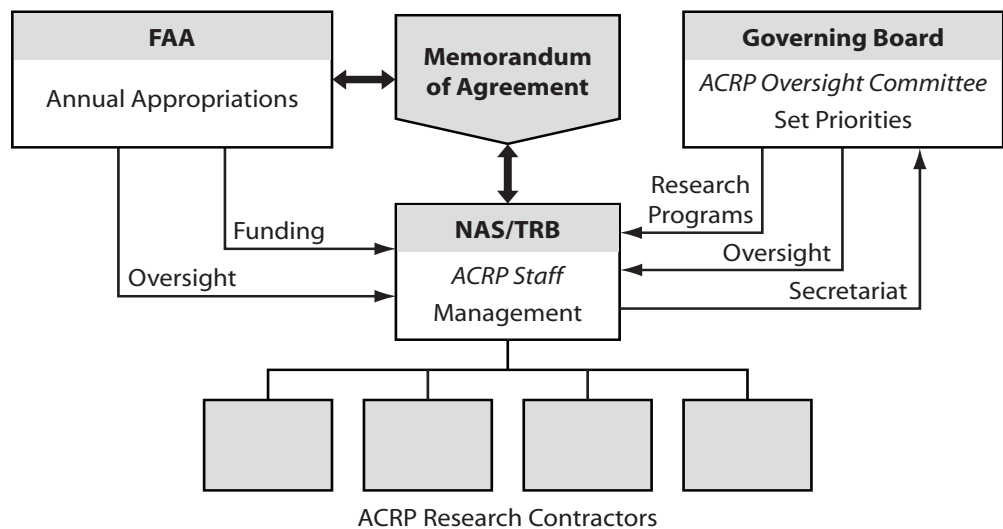 FAA
Annual Appropriations
Memorandum
of Agreement
Governing Board
ACRP Oversight Committee
Set Priorities
Funding
Oversight
Research
Programs
Oversight
Secretariat
NAS/TRB
ACRP Staff
Management
ACRP Research Contractors